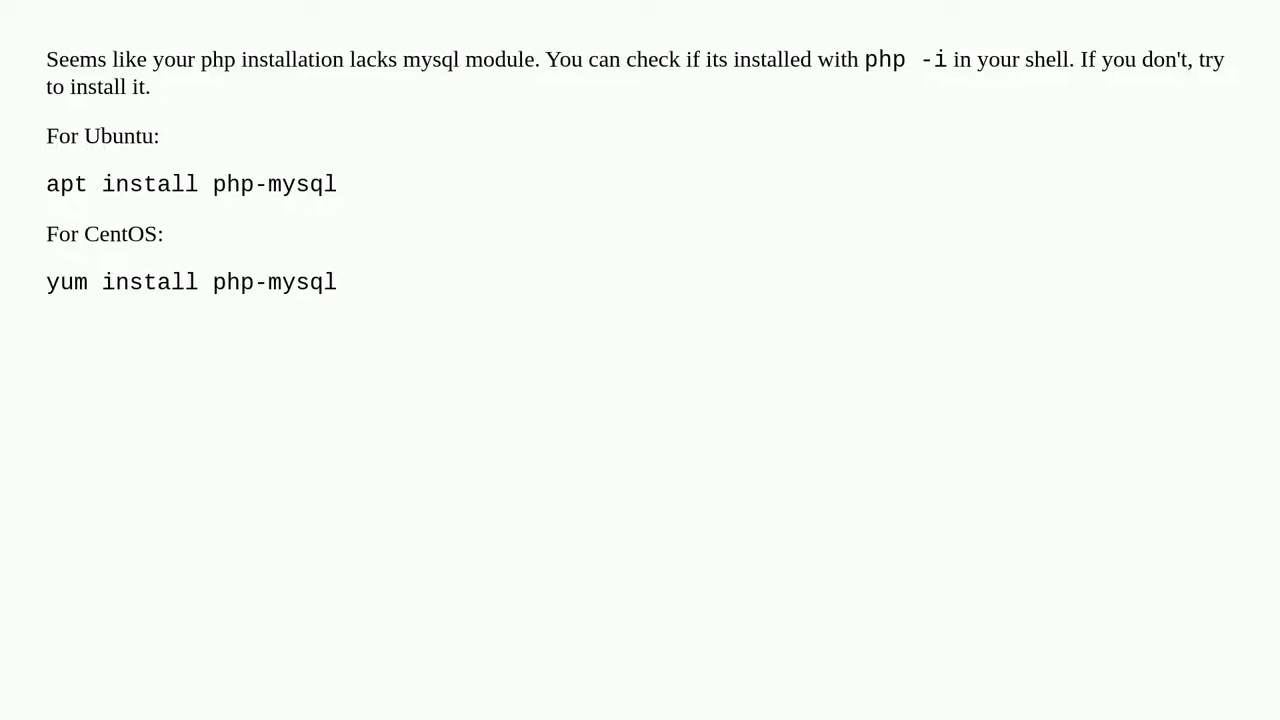 Seems like your php installation lacks mysql module. You can check if its installed with php -i in your shell. If you don't, try
to install it.
For Ubuntu:
apt install php-mysql
For CentOS:
yum install php-mysql